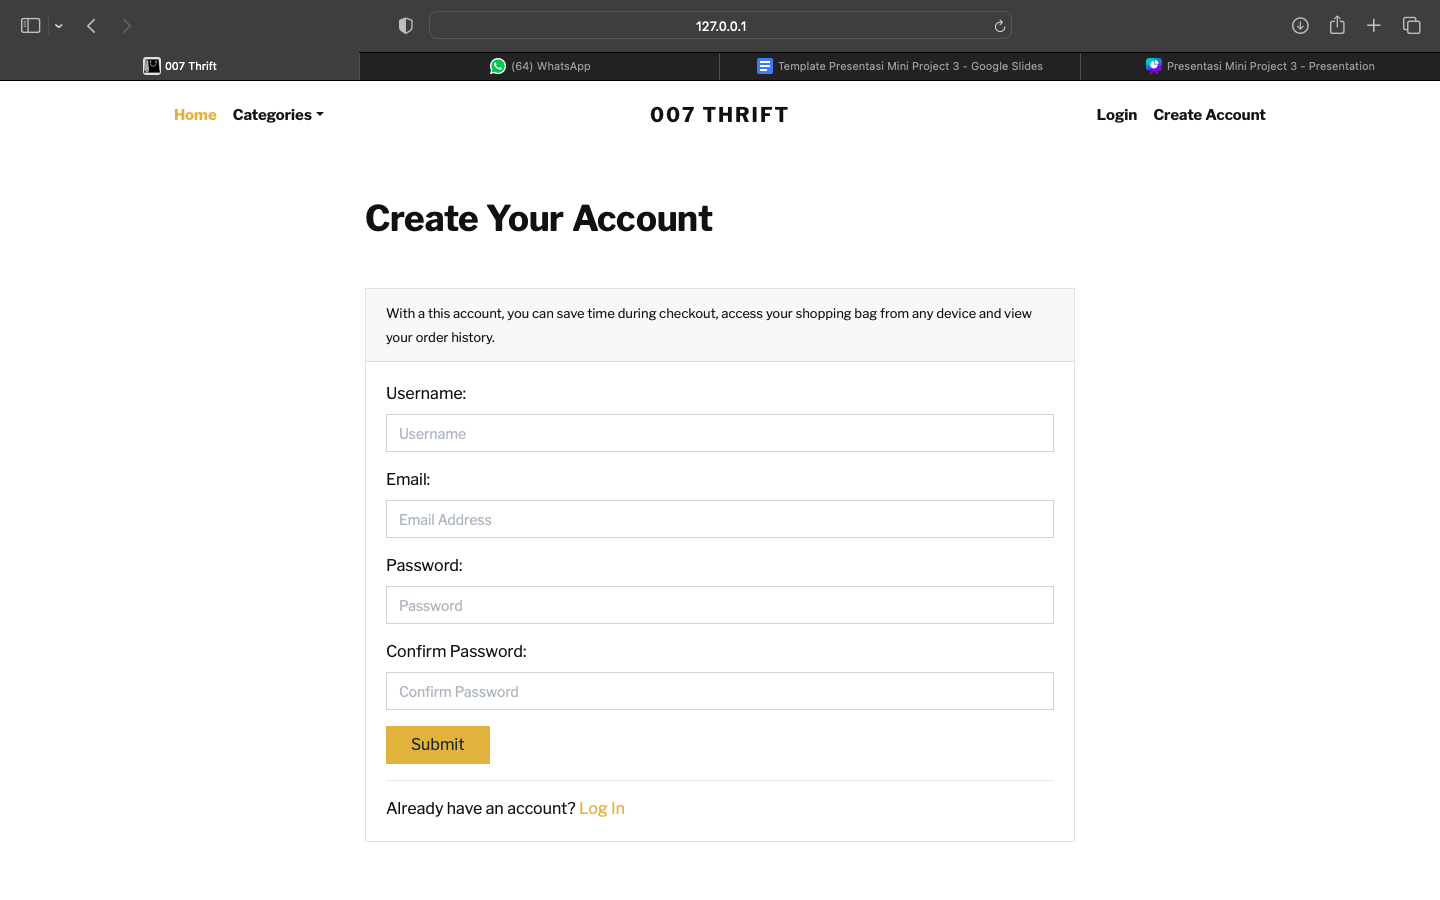 127.0.0.1
007 Thrift
(64) WhatsApp
Template Presentasi Mini Project 3 - Google Slides
Presentasi Mini Project 3 - Presentation
Home Categories
007 THRIFT
Login Create Account
Create Your Account
With a this account, you can save time during checkout, access your shopping bag from any device and view
your order history.
Username:
Username
Email:
Email Address
Password:
Password
Confirm Password:
Confirm Password
Submit
Already have an account? Log In